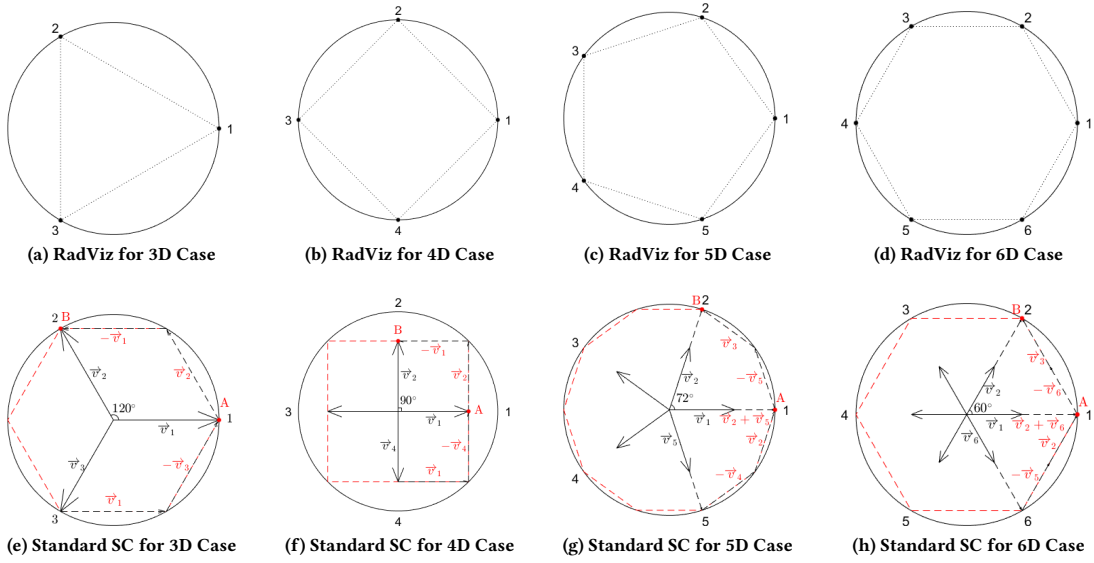 2
1
3
(a) RadViz for 3D Case
2
3
1
4
(b) RadViz for 4D Case
2
3
1
4
5
(c) RadViz for 5D Case
3
2
4
1
5
6
(d) RadViz for 6D Case
2 B
−v⃗₁
v⃗₂
v⃗₂
120°
A
1
v⃗₁
v⃗₃
−v⃗₃
v⃗₁
3
(e) Standard SC for 3D Case
2
B
−v⃗₁
v⃗₂
v⃗₂
90°
3
A
1
v⃗₁
v⃗₄
−v⃗₄
v⃗₁
4
(f) Standard SC for 4D Case
B 2
v⃗₃
3
v⃗₂
−v⃗₅
72°
A
1
v⃗₁
v⃗₂ + v⃗₅
v⃗₅
v⃗₂
−v⃗₄
4
5
(g) Standard SC for 5D Case
B
3
2
v⃗₃
v⃗₂
−v⃗₆
60°
A
4
1
v⃗₁
v⃗₂ + v⃗₆
v⃗₆
v⃗₂
−v⃗₅
5
6
(h) Standard SC for 6D Case